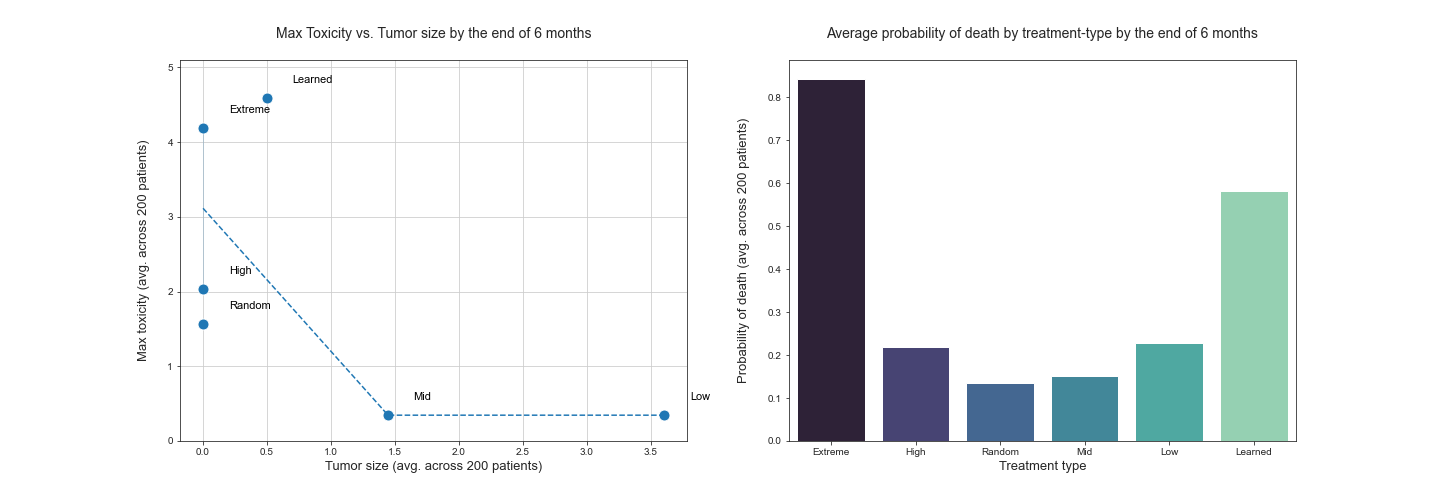 Max Toxicity vs. Tumor size by the end of 6 months
Max toxicity (avg. across 200 patients)
5
4
3
2
1
0
Learned
Extreme
High
Random
Mid
Low
0.0 0.5 1.0 1.5 2.0 2.5 3.0 3.5
Tumor size (avg. across 200 patients)
Average probability of death by treatment-type by the end of 6 months
Probability of death (avg. across 200 patients)
0.8
0.7
0.6
0.5
0.4
0.3
0.2
0.1
0.0
Extreme High Random Mid Low Learned
Treatment type